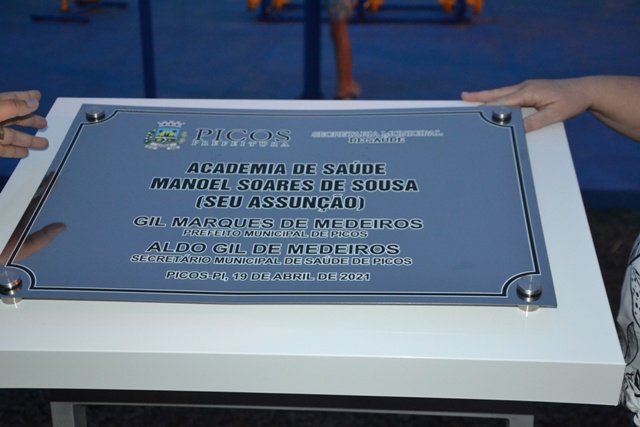 PICOS
PREFEITURA
SECRETARIA MUNICIPAL
DE SAÚDE
ACADEMIA DE SAÚDE
MANOEL SOARES DE SOUSA
(SEU ASSUNÇÃO)
GIL MARQUES DE MEDEIROS
PREFEITO MUNICIPAL DE PICOS
ALDO GIL DE MEDEIROS
SECRETÁRIO MUNICIPAL DE SAÚDE DE PICOS
PICOS-PI, 19 DE ABRIL DE 2021